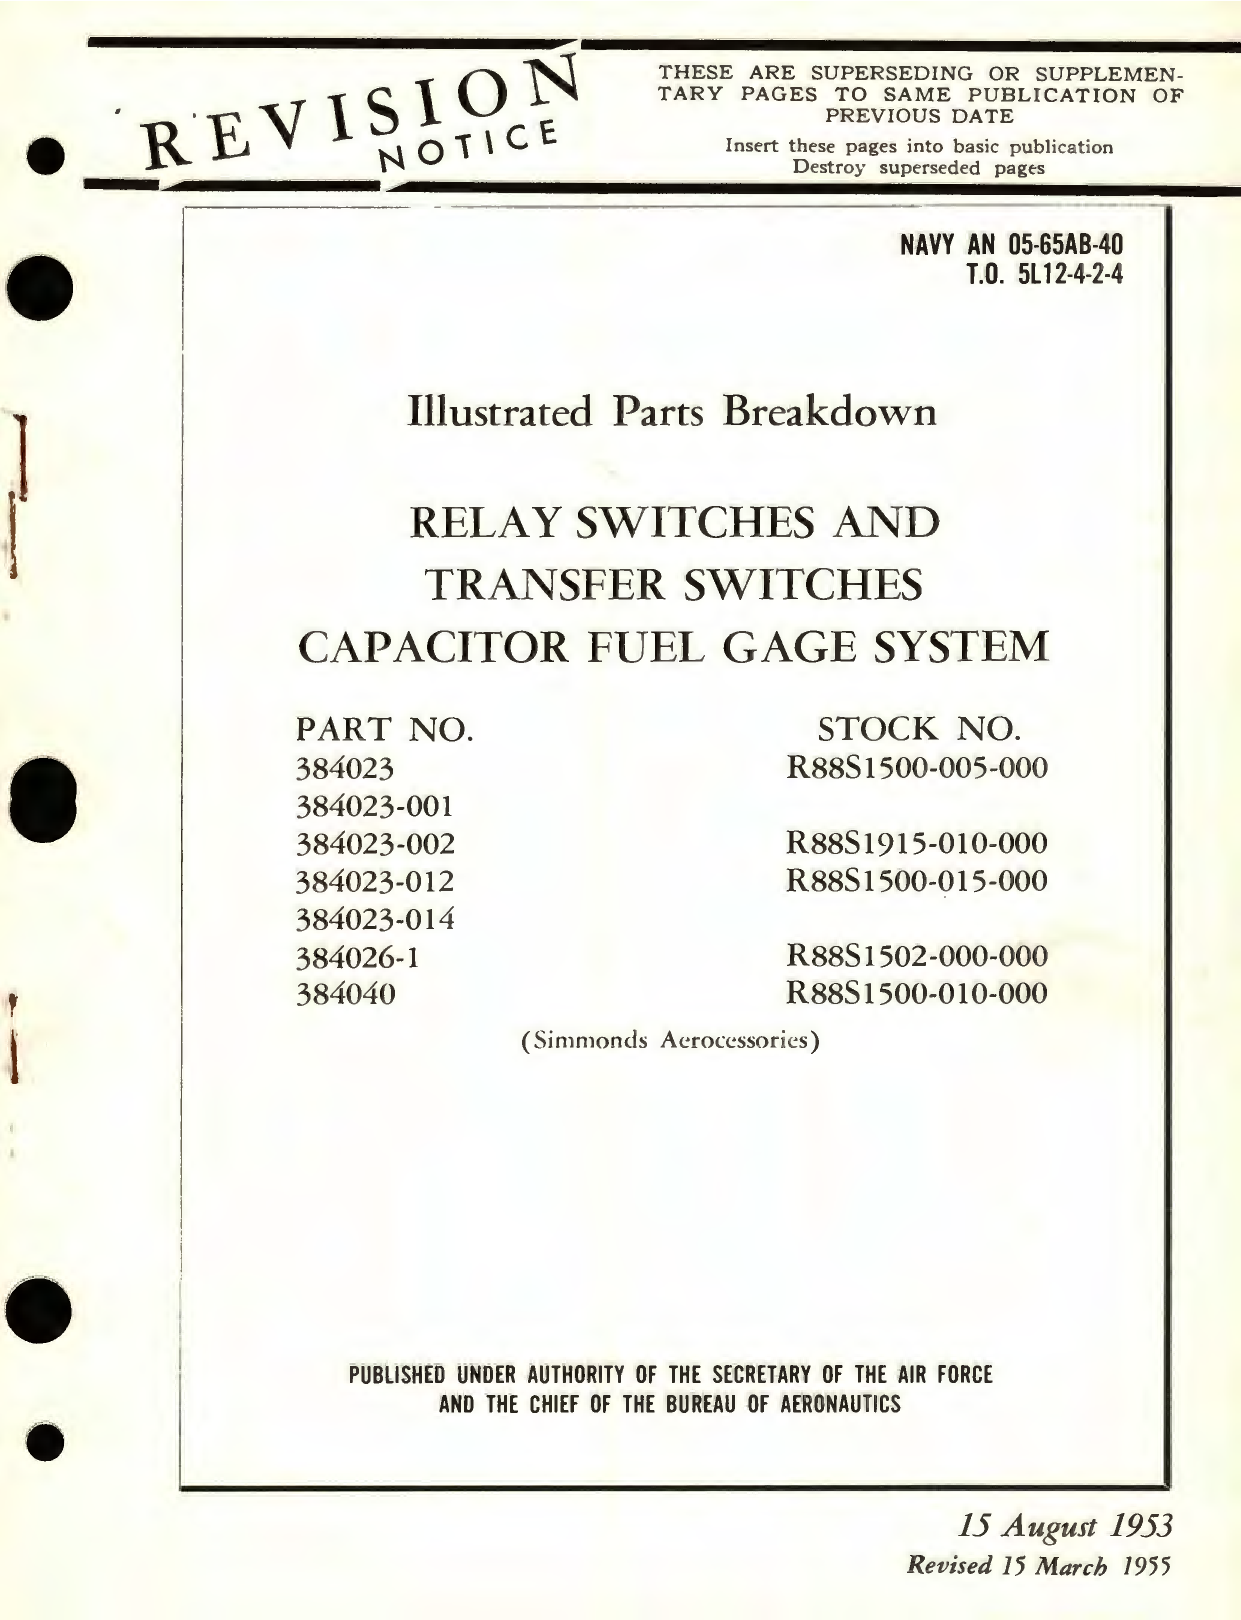 REVISION
NOTICE
THESE ARE SUPERSEDING OR SUPPLEMEN-
TARY PAGES TO SAME PUBLICATION OF
PREVIOUS DATE
Insert these pages into basic publication
Destroy superseded pages
NAVY AN 05-65AB-40
T.O. 5L12-4-2-4
Illustrated Parts Breakdown
RELAY SWITCHES AND
TRANSFER SWITCHES
CAPACITOR FUEL GAGE SYSTEM
PART NO. STOCK NO.
384023 R88S1500-005-000
384023-001
384023-002 R88S1915-010-000
384023-012 R88S1500-015-000
384023-014
384026-1 R88S1502-000-000
384040 R88S1500-010-000
(Simmonds Aerocessories)
PUBLISHED UNDER AUTHORITY OF THE SECRETARY OF THE AIR FORCE
AND THE CHIEF OF THE BUREAU OF AERONAUTICS
15 August 1953
Revised 15 March 1955